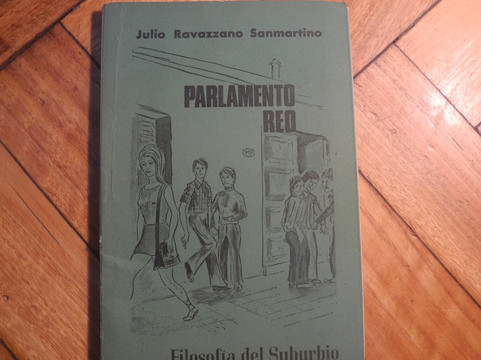 Julio Ravazzano Sanmartino
PARLAMENTO
REO
Filosofía del Suburbio